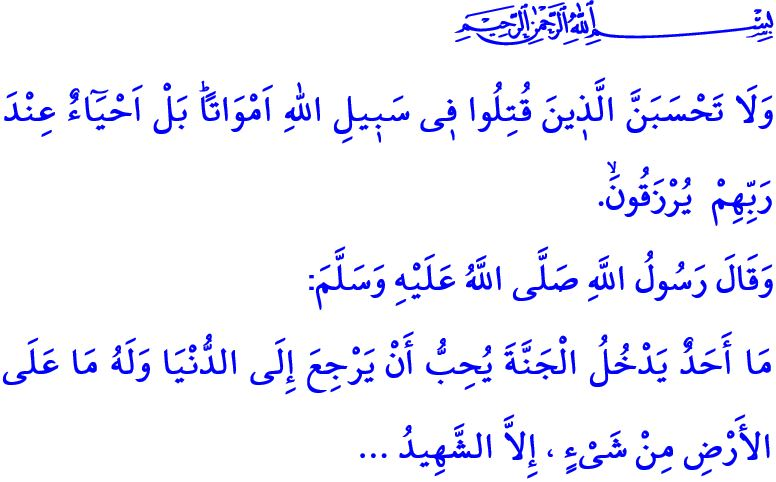 بِسْمِ اللّٰهِ الرَّحْمٰنِ الرَّحِيمِ
وَلَا تَحْسَبَنَّ الَّذ۪ينَ قُتِلُوا ف۪ى سَب۪يلِ اللّٰهِ اَمْوَاتًاۜ بَلْ اَحْيَٓاءٌ عِنْدَ
رَبِّهِمْ يُرْزَقُونَۙ.
وَقَالَ رَسُولُ اللَّهِ صَلَّى اللَّهُ عَلَيْهِ وَسَلَّمَ:
مَا أَحَدٌ يَدْخُلُ الْجَنَّةَ يُحِبُّ أَنْ يَرْجِعَ إِلَى الدُّنْيَا وَلَهُ مَا عَلَى
الأَرْضِ مِنْ شَىْءٍ ، إِلاَّ الشَّهِيدُ ...